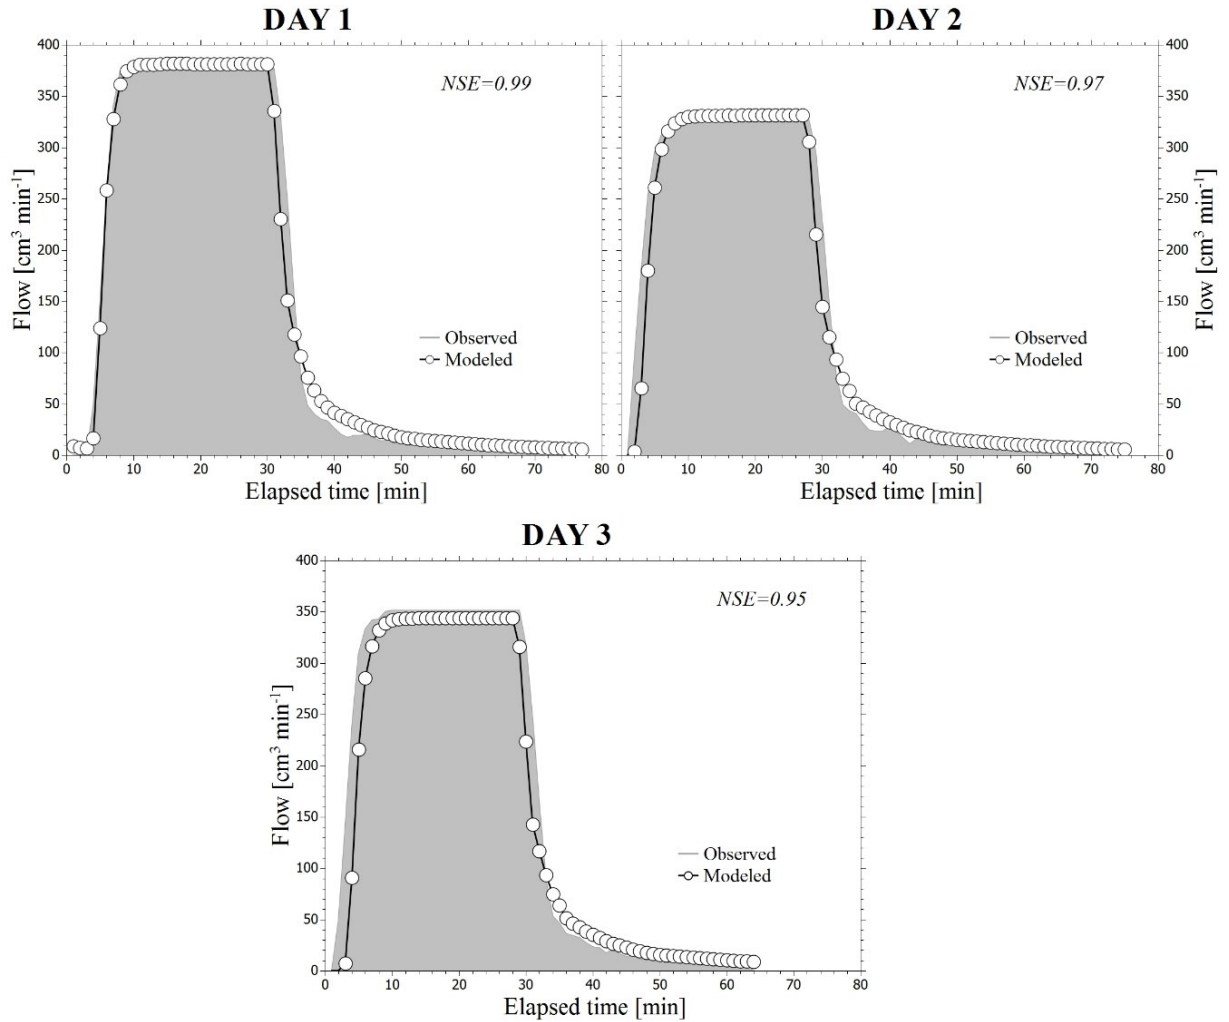 DAY 1
DAY 2
400
350
300
250
200
150
100
50
0
Flow [cm³ min⁻¹]
NSE=0.99
Observed
Modeled
0 10 20 30 40 50 60 70 80
Elapsed time [min]
NSE=0.97
Observed
Modeled
0 10 20 30 40 50 60 70 80
Elapsed time [min]
400
350
300
250
200
150
100
50
0
Flow [cm³ min⁻¹]
DAY 3
400
350
300
250
200
150
100
50
0
Flow [cm³ min⁻¹]
NSE=0.95
Observed
Modeled
0 10 20 30 40 50 60 70 80
Elapsed time [min]